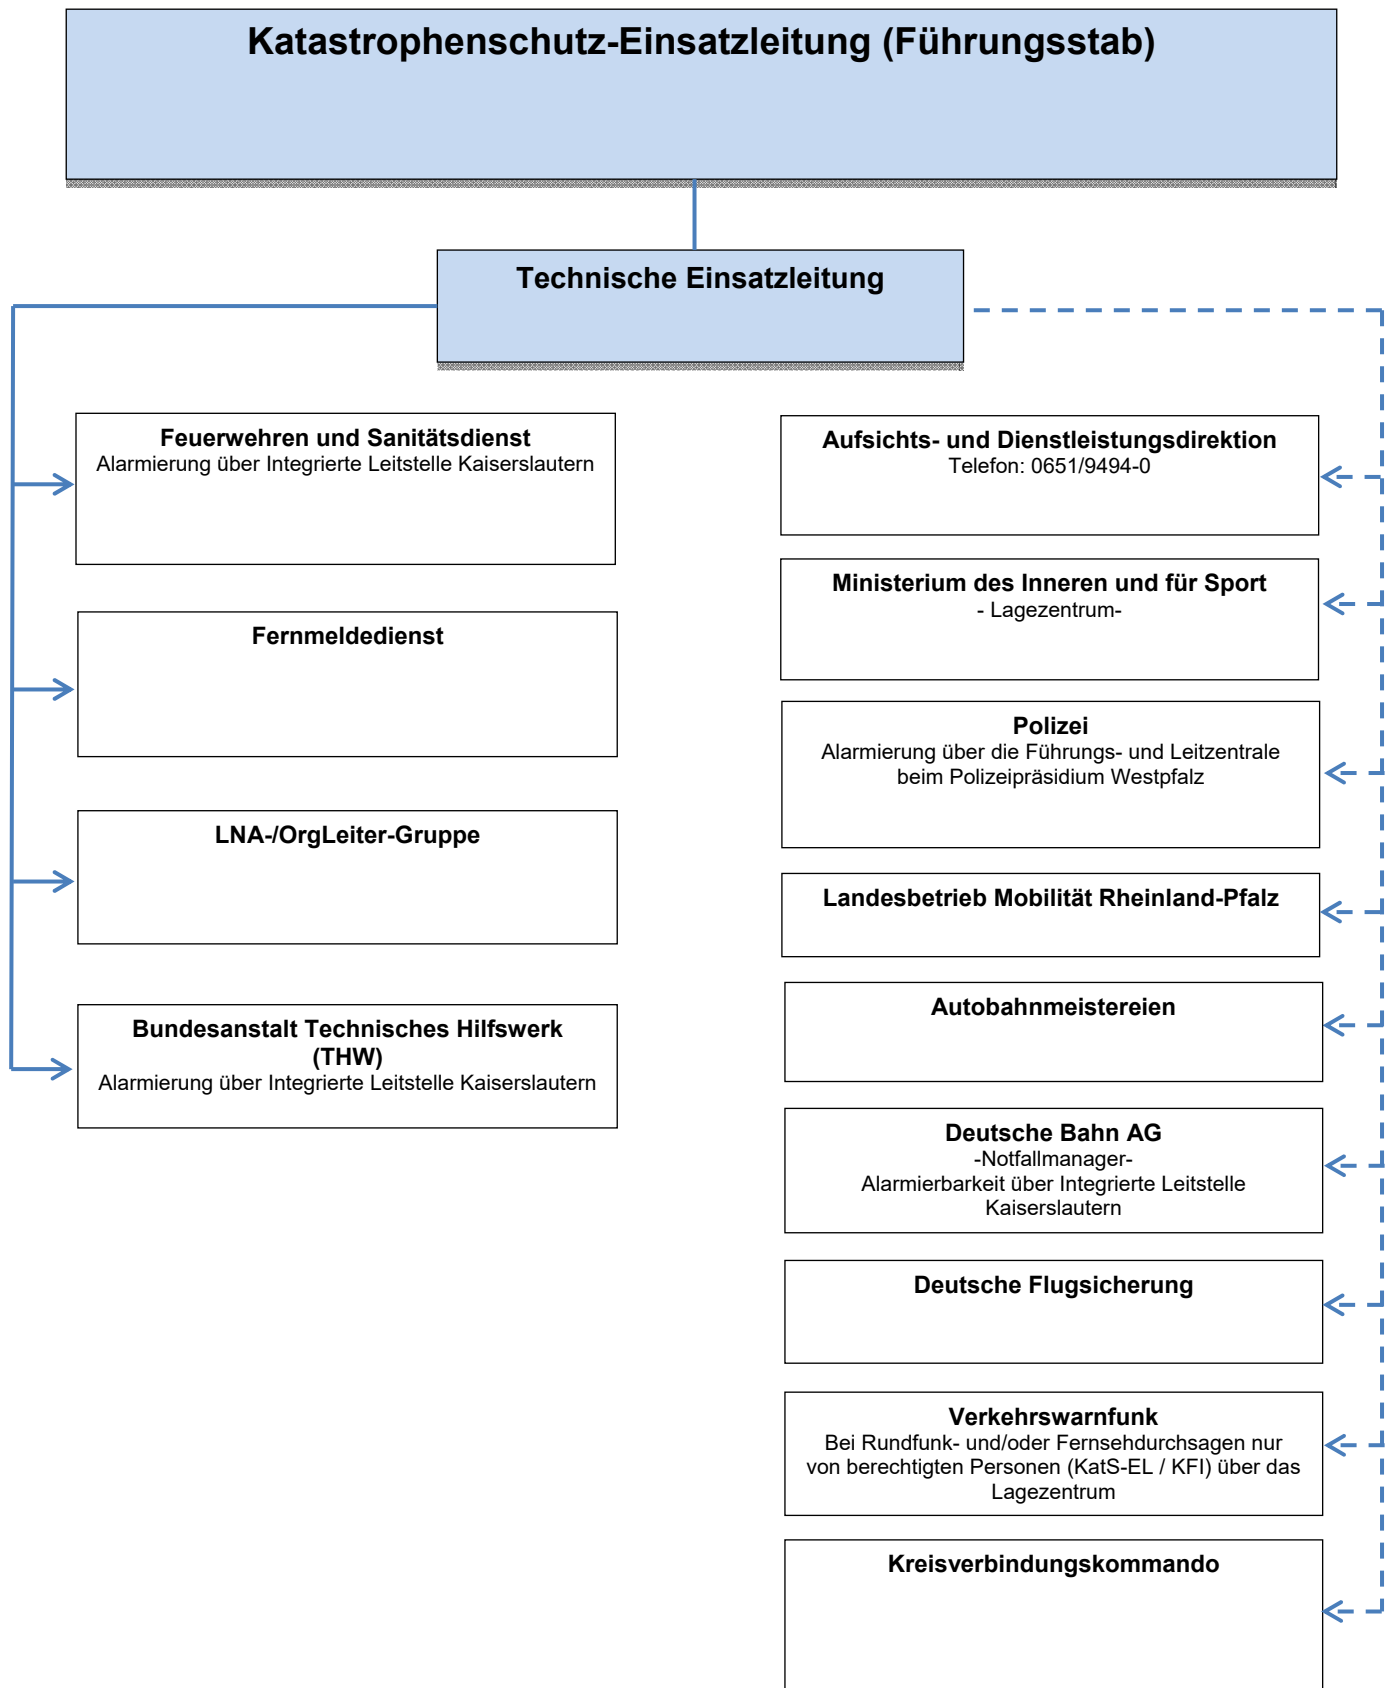 Katastrophenschutz-Einsatzleitung (Führungsstab)
Technische Einsatzleitung
Feuerwehren und Sanitätsdienst
Alarmierung über Integrierte Leitstelle Kaiserslautern
Fernmeldedienst
LNA-/OrgLeiter-Gruppe
Bundesanstalt Technisches Hilfswerk
(THW)
Alarmierung über Integrierte Leitstelle Kaiserslautern
Aufsichts- und Dienstleistungsdirektion
Telefon: 0651/9494-0
Ministerium des Inneren und für Sport
- Lagezentrum-
Polizei
Alarmierung über die Führungs- und Leitzentrale
beim Polizeipräsidium Westpfalz
Landesbetrieb Mobilität Rheinland-Pfalz
Autobahnmeistereien
Deutsche Bahn AG
-Notfallmanager-
Alarmierbarkeit über Integrierte Leitstelle
Kaiserslautern
Deutsche Flugsicherung
Verkehrswarnfunk
Bei Rundfunk- und/oder Fernsehdurchsagen nur
von berechtigten Personen (KatS-EL / KFI) über das
Lagezentrum
Kreisverbindungskommando